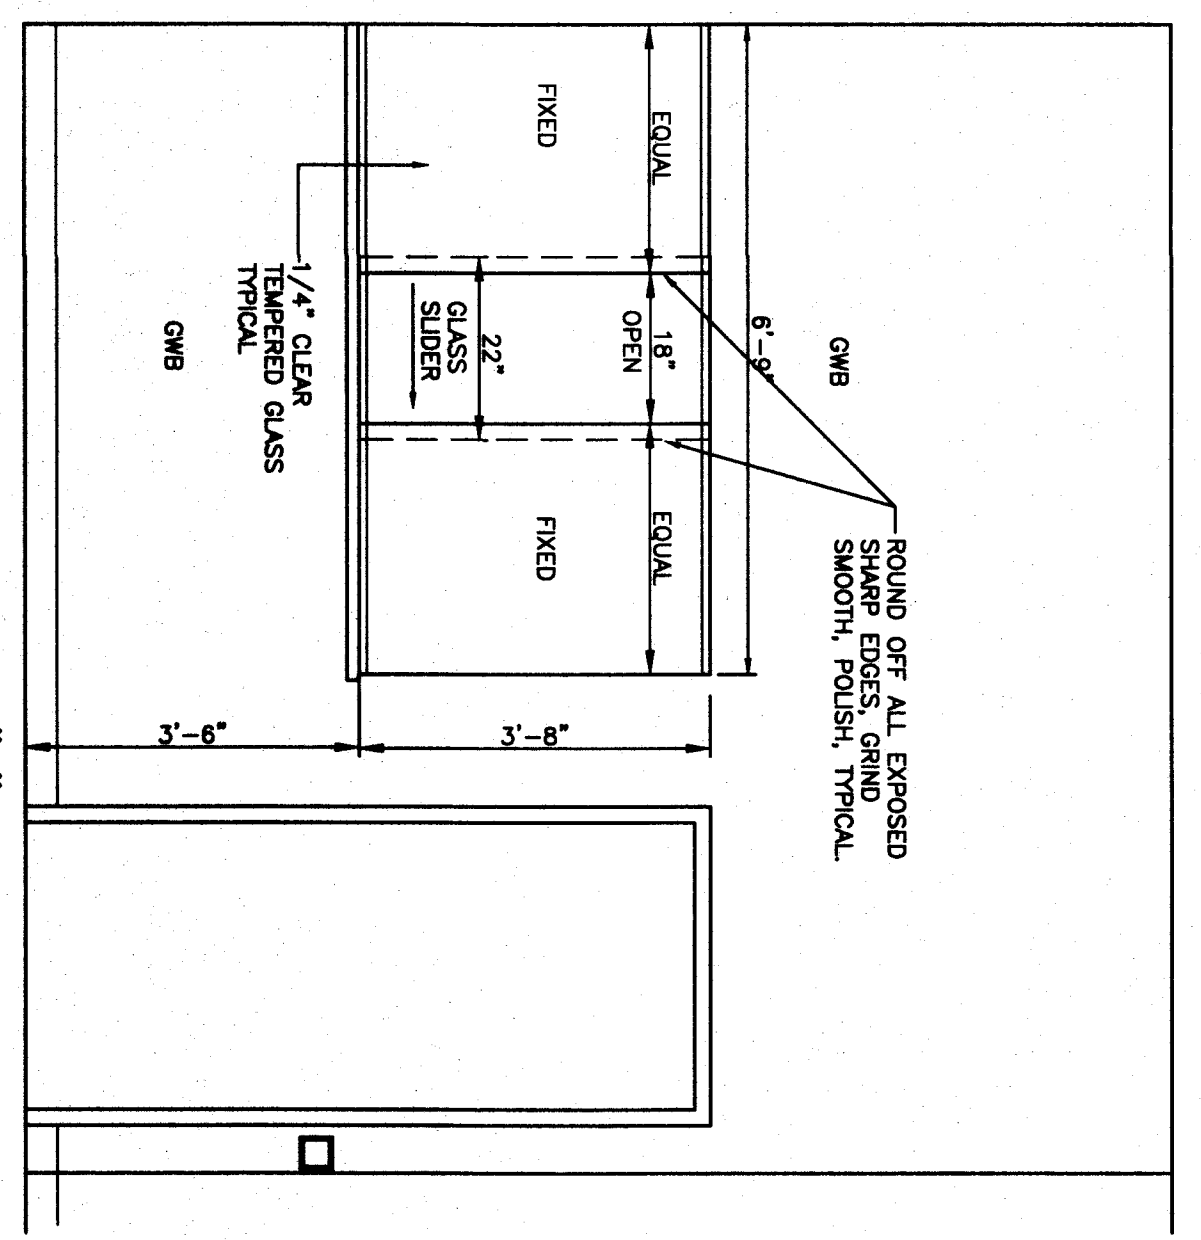 GWB
ROUND OFF ALL EXPOSED
SHARP EDGES, GRIND
SMOOTH, POLISH, TYPICAL.
6'-9"
EQUAL
18"
OPEN
EQUAL
FIXED
FIXED
22"
GLASS
SLIDER
3'-8"
3'-6"
1/4" CLEAR
TEMPERED GLASS
TYPICAL
GWB